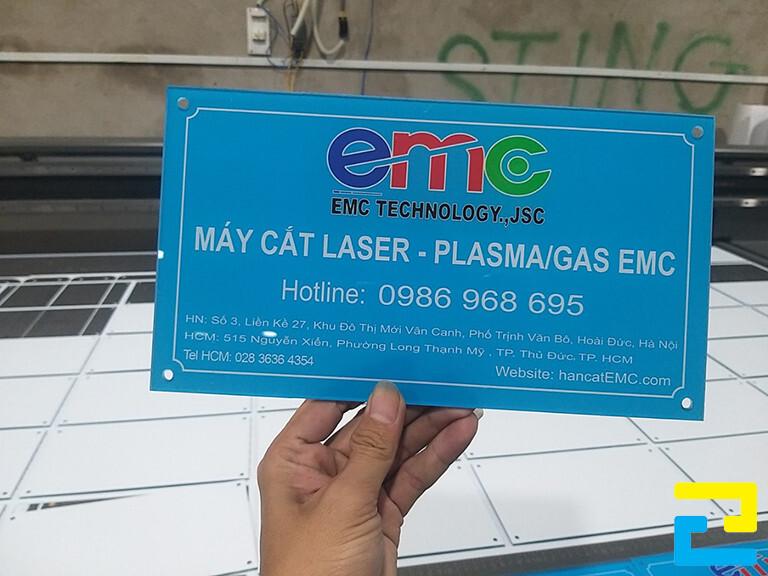 STING
emc
EMC TECHNOLOGY.,JSC
MÁY CẮT LASER - PLASMA/GAS EMC
Hotline: 0986 968 695
HN: Số 3, Liền Kề 27, Khu Đô Thị Mới Vân Canh, Phố Trịnh Văn Bô, Hoài Đức, Hà Nội
HCM: 515 Nguyễn Xiển, Phường Long Thạnh Mỹ , TP. Thủ Đức. TP. HCM
Tel HCM: 028 3636 4354
Website: hancatEMC.com